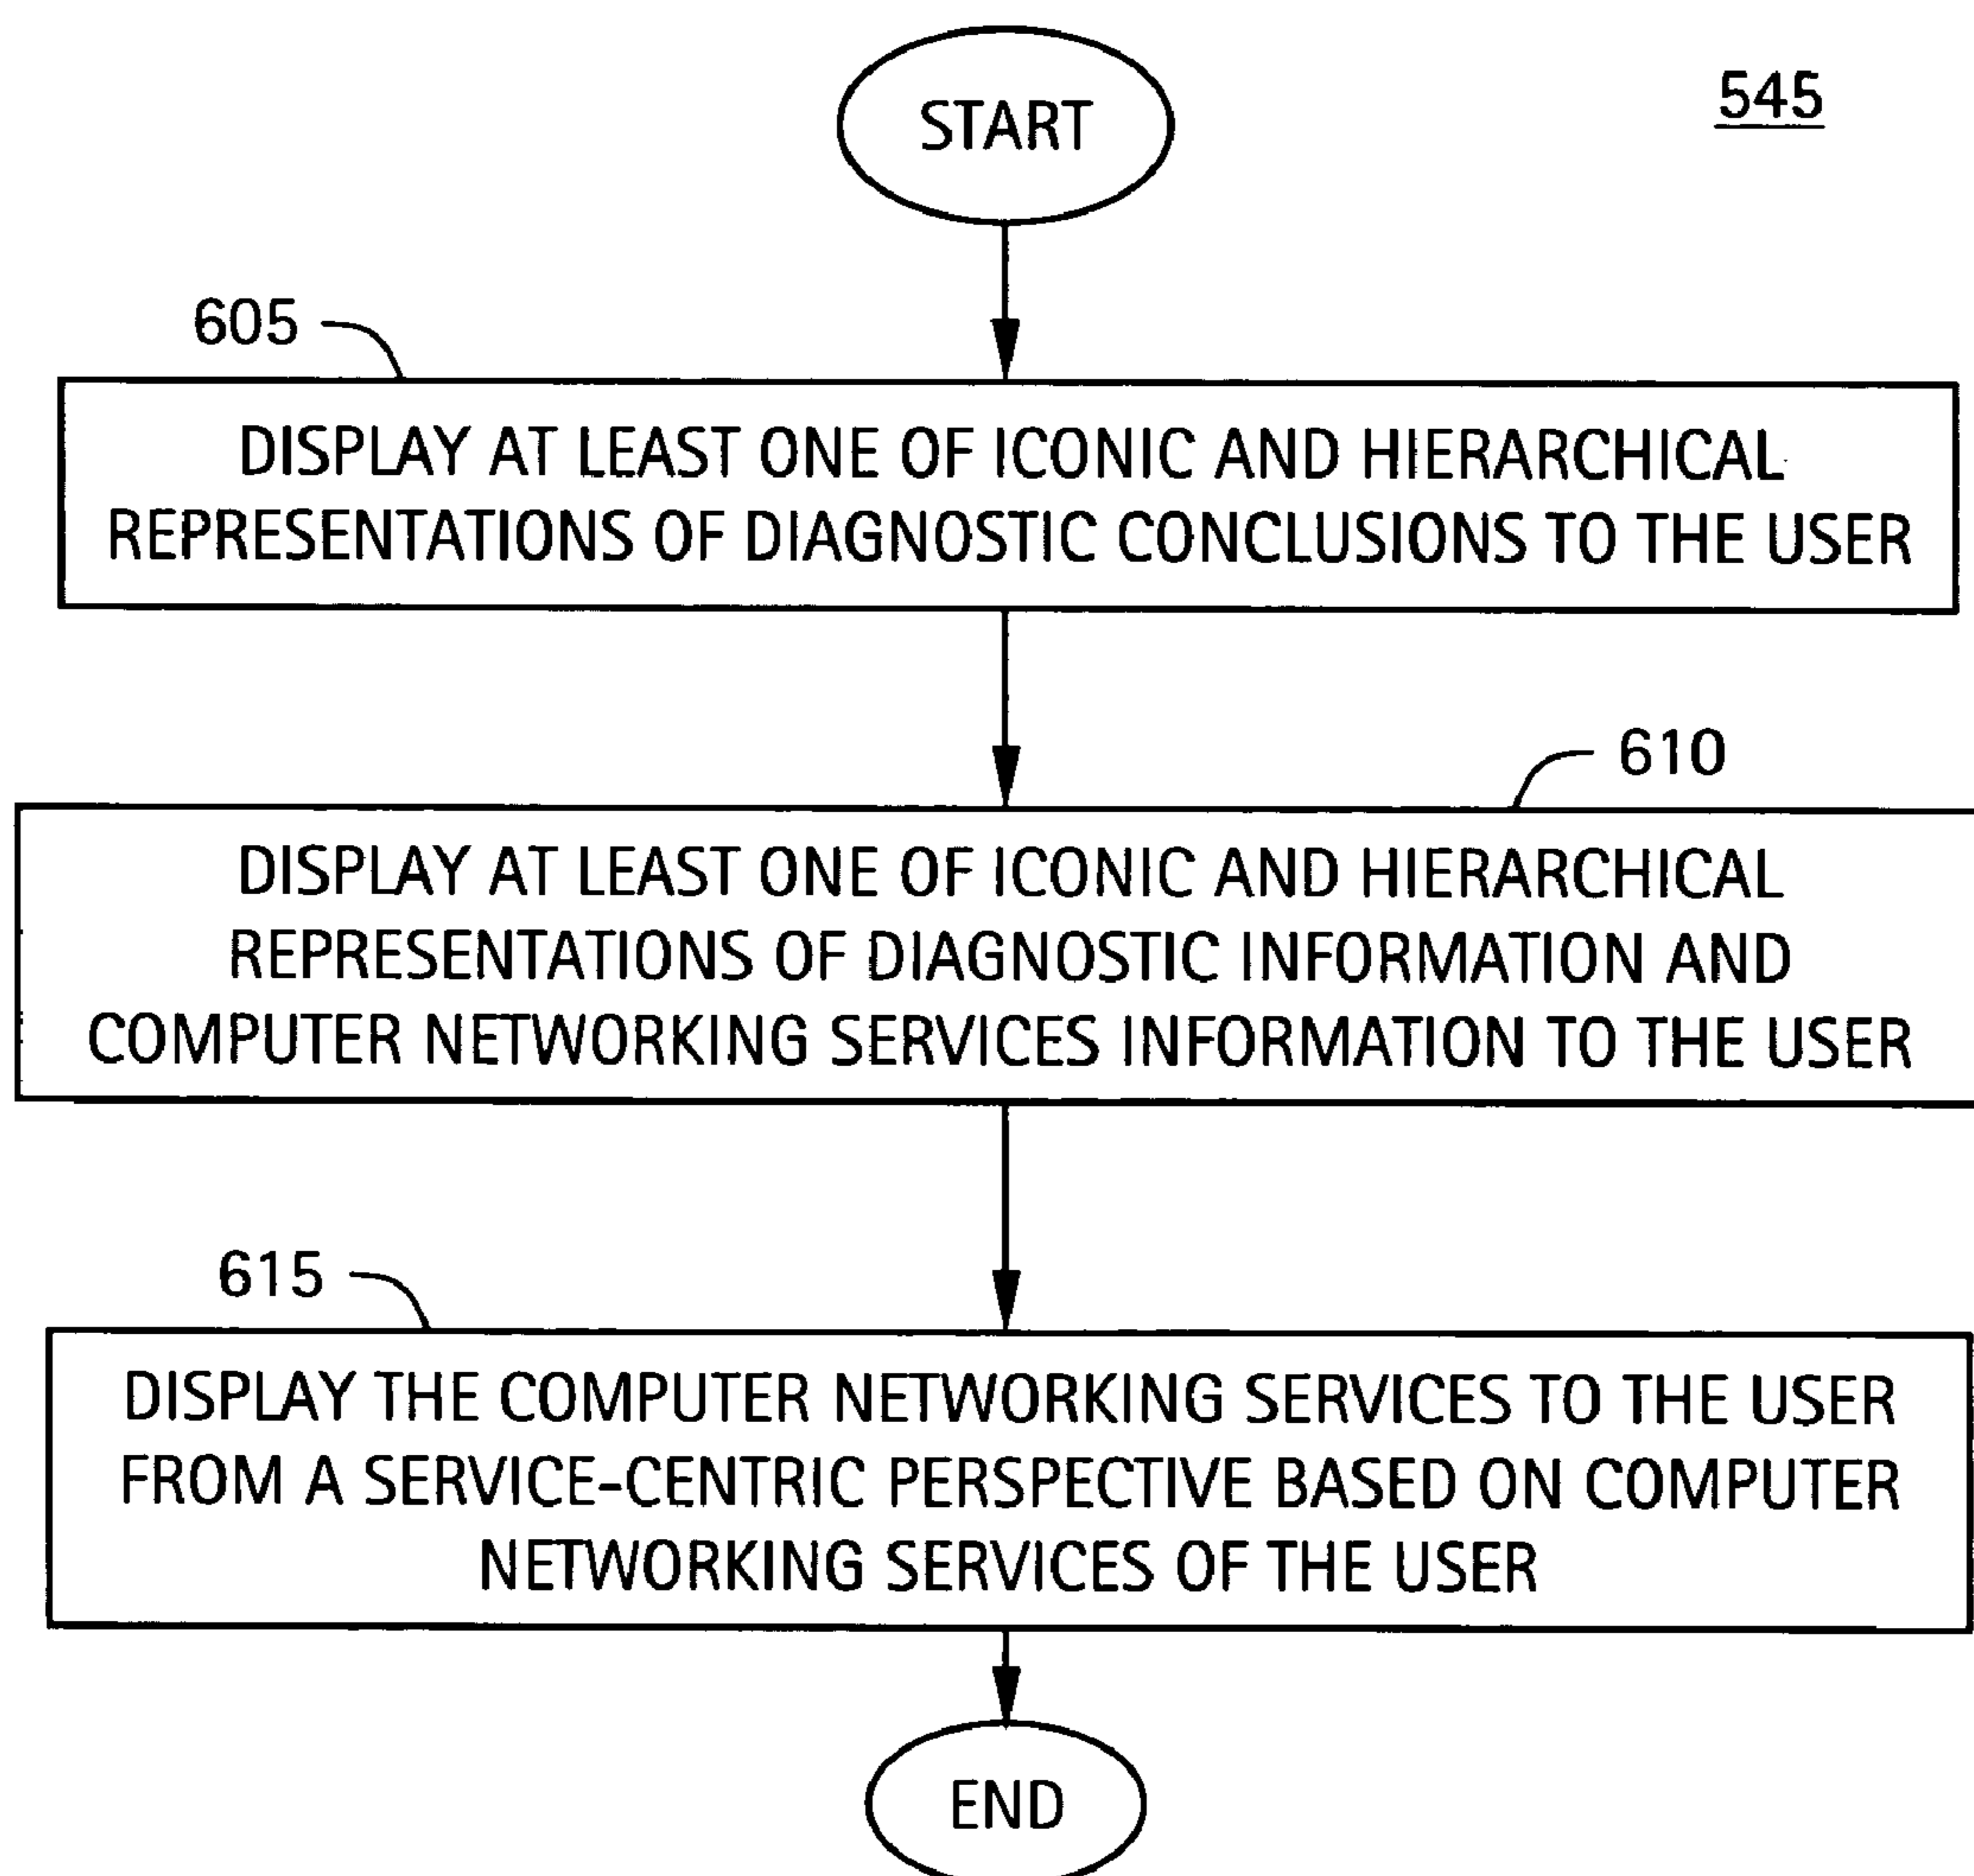 START
545
605
DISPLAY AT LEAST ONE OF ICONIC AND HIERARCHICAL
REPRESENTATIONS OF DIAGNOSTIC CONCLUSIONS TO THE USER
610
DISPLAY AT LEAST ONE OF ICONIC AND HIERARCHICAL
REPRESENTATIONS OF DIAGNOSTIC INFORMATION AND
COMPUTER NETWORKING SERVICES INFORMATION TO THE USER
615
DISPLAY THE COMPUTER NETWORKING SERVICES TO THE USER
FROM A SERVICE-CENTRIC PERSPECTIVE BASED ON COMPUTER
NETWORKING SERVICES OF THE USER
END